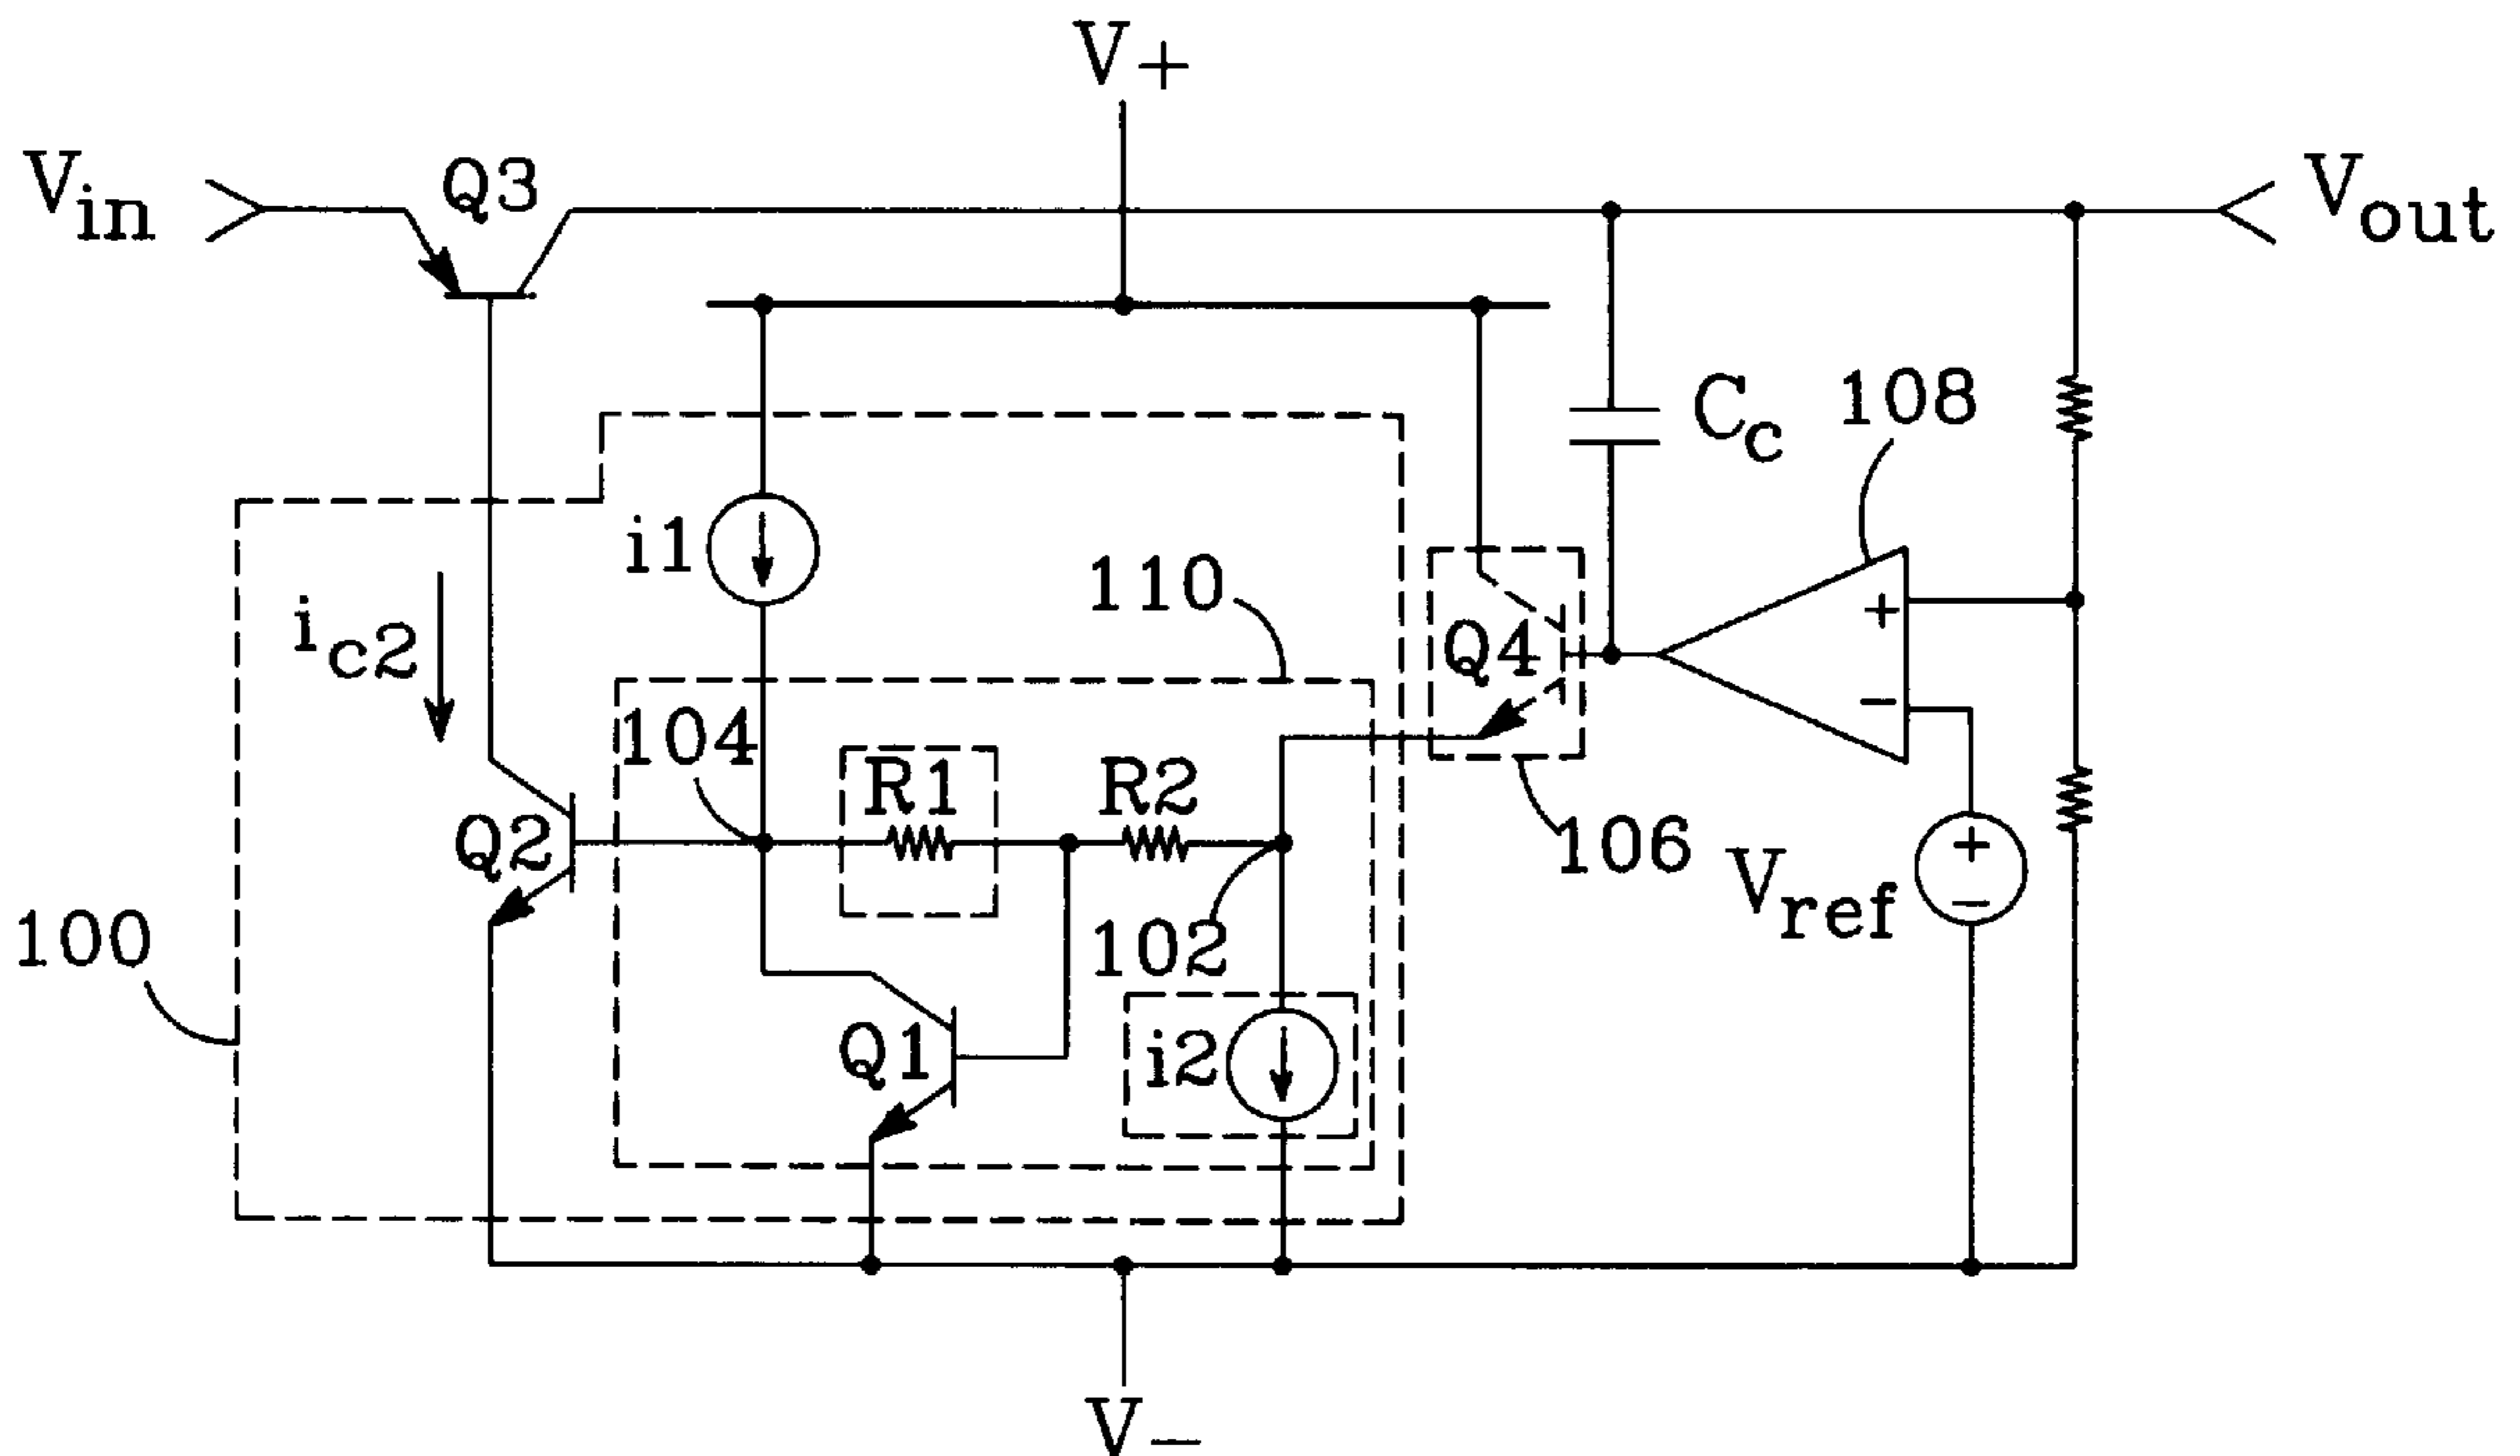 V+
Vin
Q3
Vout
Cc
108
i1
110
ic2
+
Q4
−
104
R1
R2
106
Q2
Vref
+
−
100
102
Q1
i2
V−